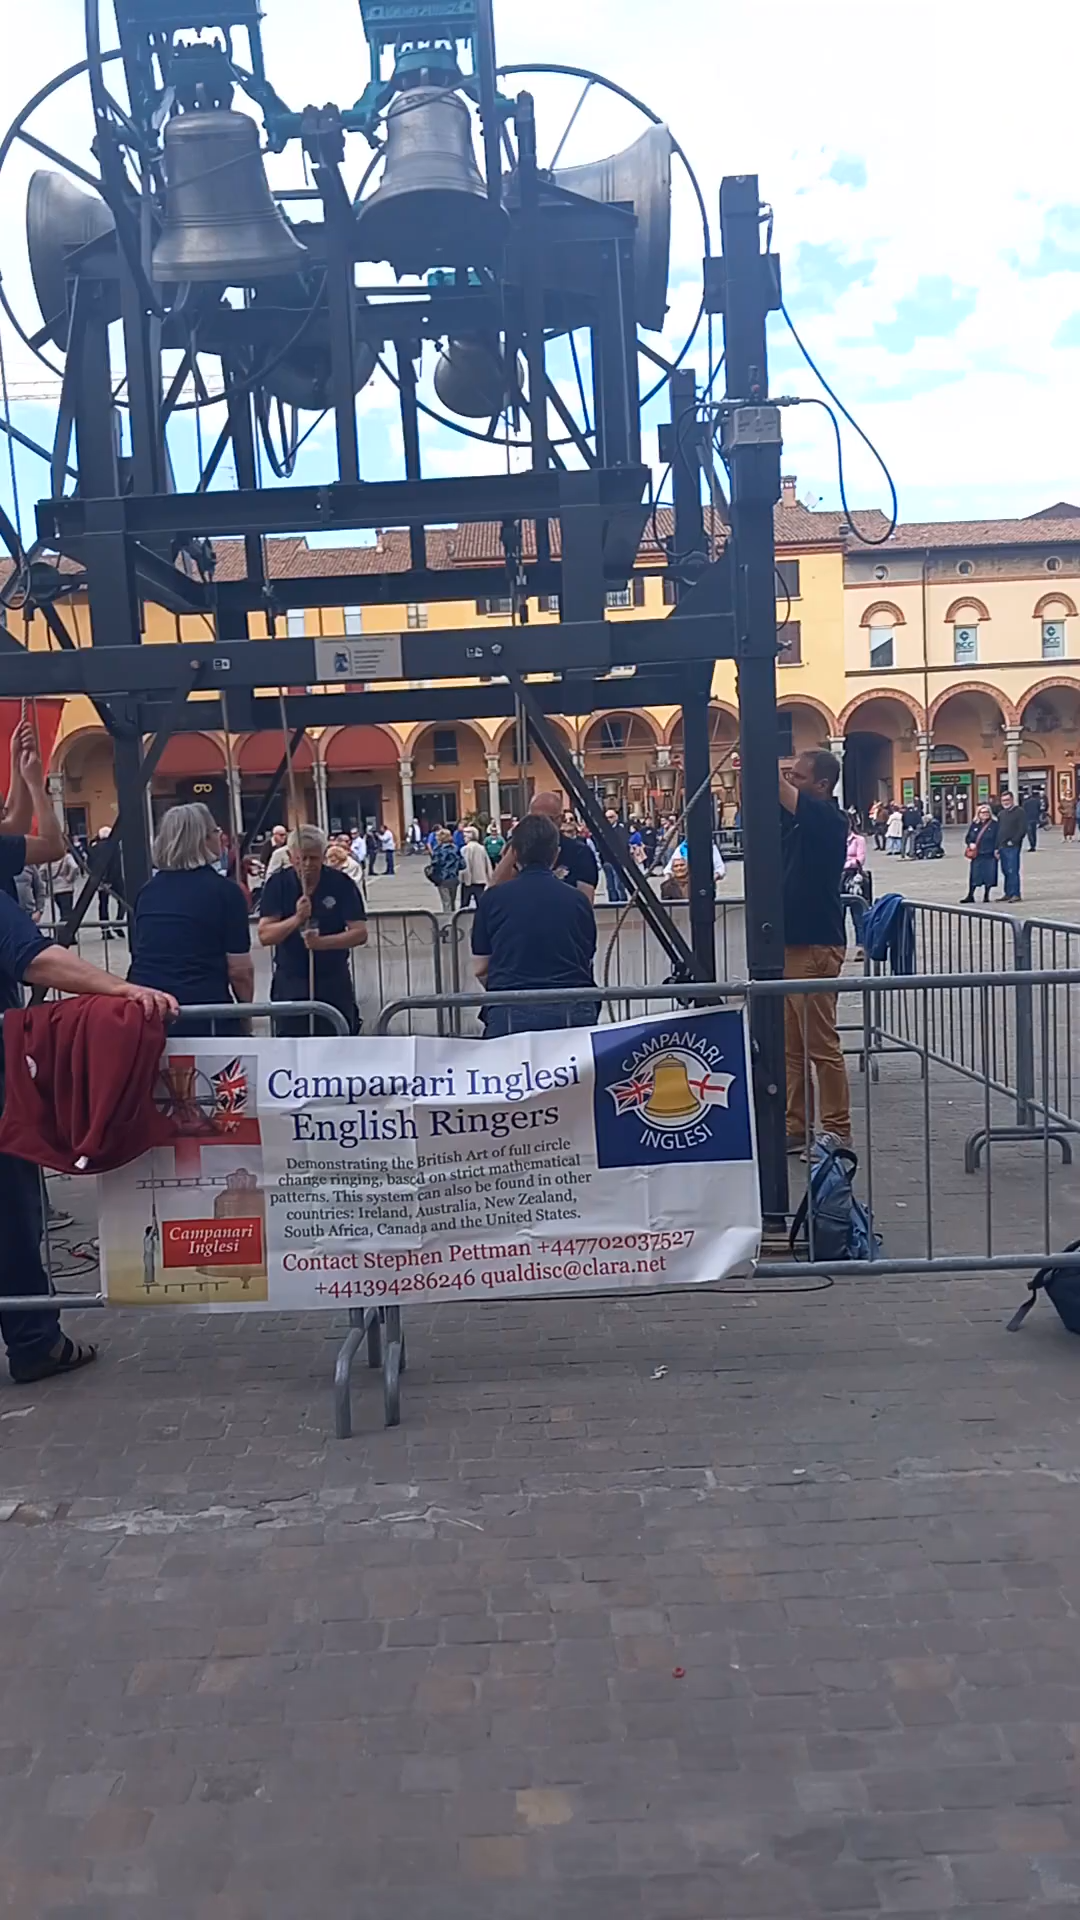 BCC
BCC
Campanari Inglesi
English Ringers
Demonstrating the British Art of full circle
change ringing, based on strict mathematical
patterns. This system can also be found in other
countries: Ireland, Australia, New Zealand,
South Africa, Canada and the United States.
Contact Stephen Pettman +447702037527
+441394286246 qualdisc@clara.net
Campanari
Inglesi
CAMPANARI
INGLESI